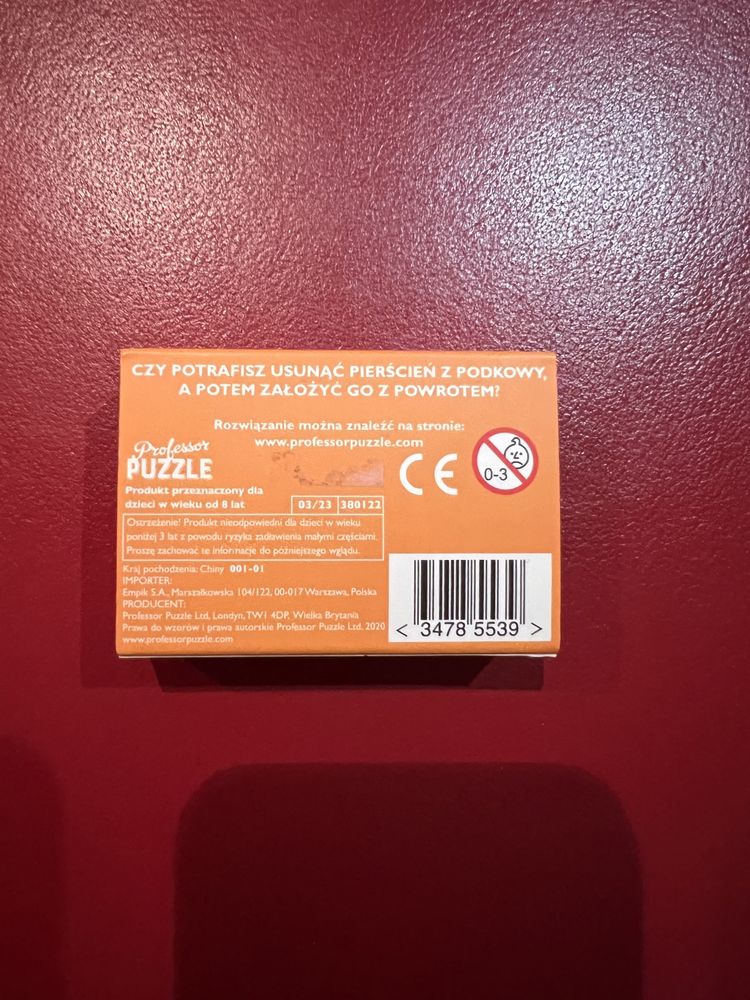 CZY POTRAFISZ USUNĄĆ PIERŚCIEŃ Z PODKOWY,
A POTEM ZAŁOŻYĆ GO Z POWROTEM?
Rozwiązanie można znaleźć na stronie:
www.professorpuzzle.com
Professor
PUZZLE
CE
0-3
Produkt przeznaczony dla
dzieci w wieku od 8 lat
03/23 380122
Ostrzeżenie! Produkt nieodpowiedni dla dzieci w wieku
poniżej 3 lat z powodu ryzyka zadławienia małymi częściami.
Proszę zachować te informacje do późniejszego wglądu.
Kraj pochodzenia: Chiny 001-01
IMPORTER:
Empik S.A., Marszałkowska 104/122, 00-017 Warszawa, Polska
PRODUCENT:
Professor Puzzle Ltd, Londyn, TW1 4DP, Wielka Brytania
Prawa do wzorów i prawa autorskie Professor Puzzle Ltd. 2020
www.professorpuzzle.com
< 3478 5539 >